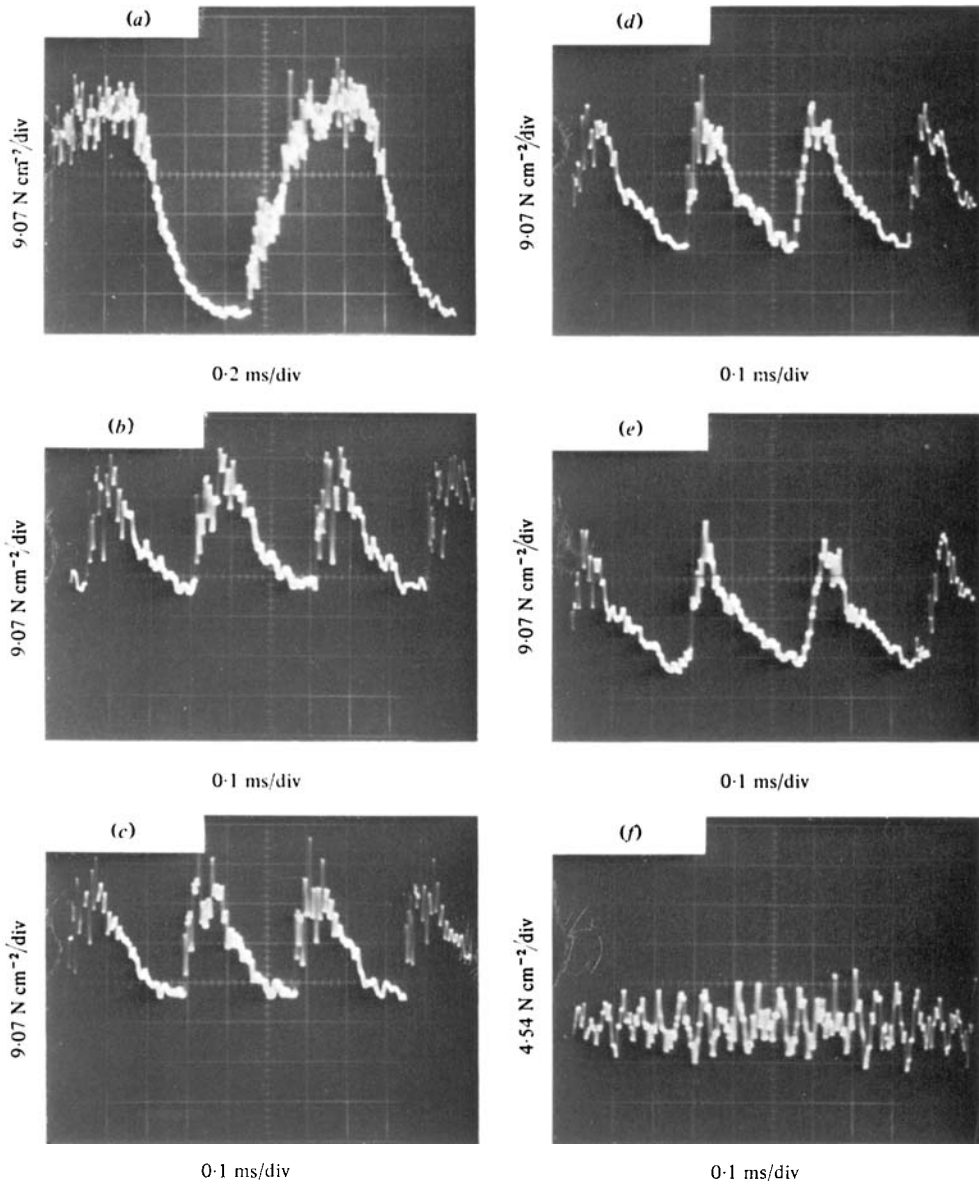 (a)
9·07 N cm⁻²/div
0·2 ms/div
(b)
9·07 N cm⁻²/div
0·1 ms/div
(c)
9·07 N cm⁻²/div
0·1 ms/div
(d)
9·07 N cm⁻²/div
0·1 ms/div
(e)
9·07 N cm⁻²/div
0·1 ms/div
(f)
4·54 N cm⁻²/div
0·1 ms/div